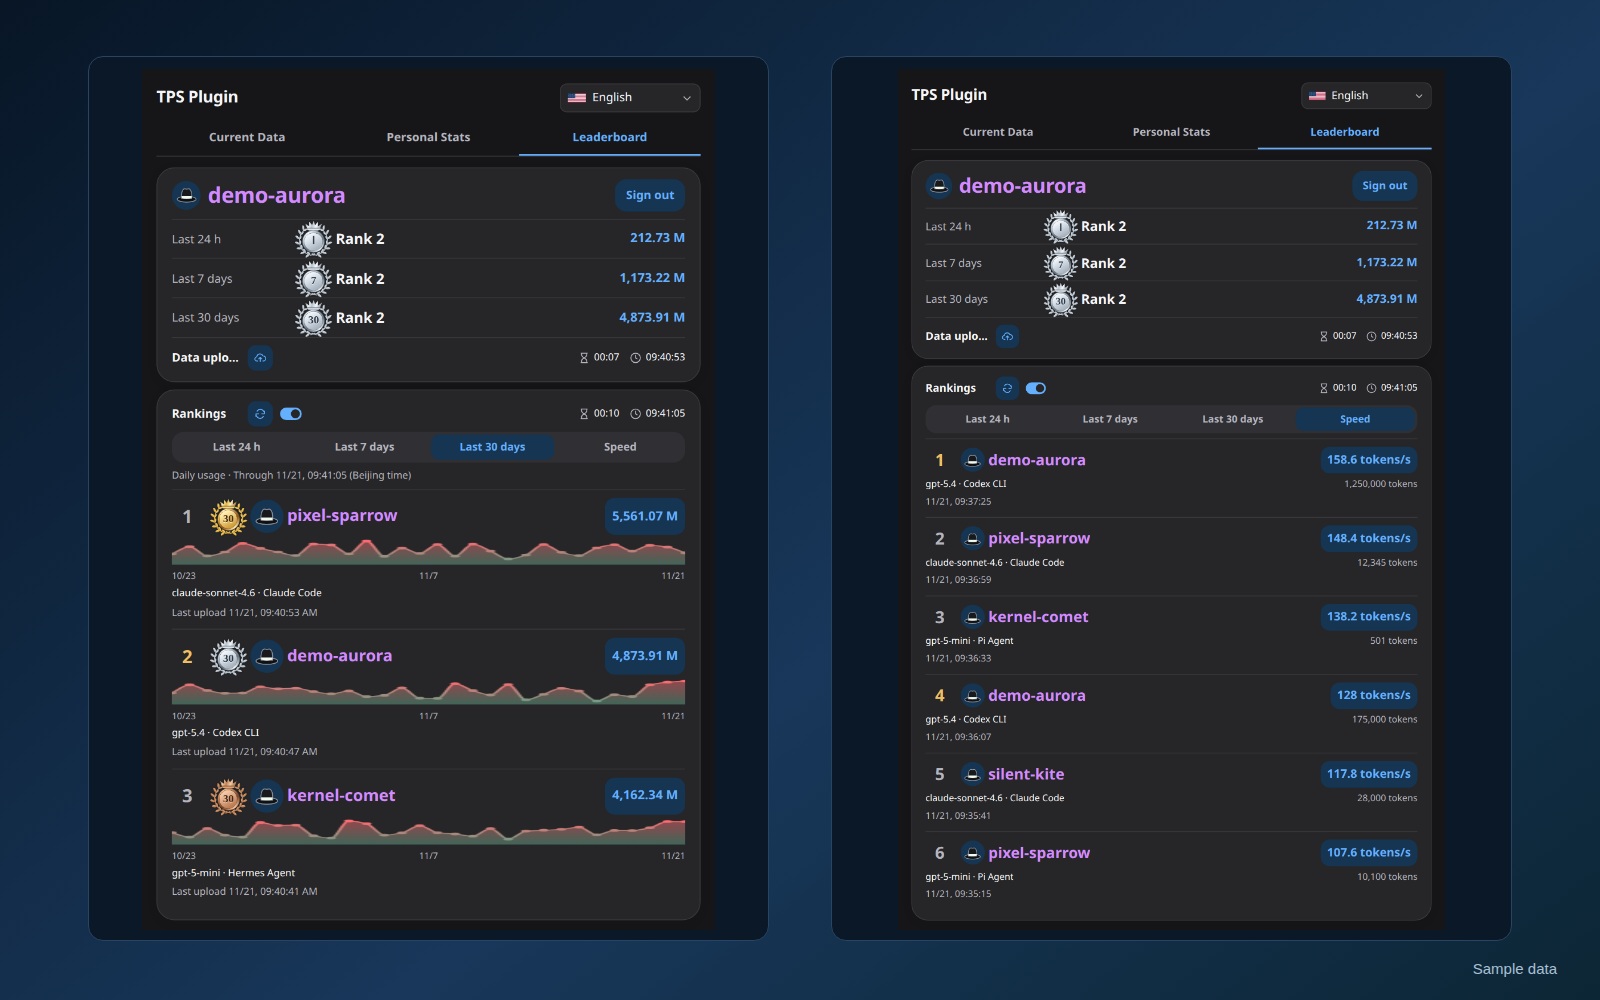 TPS Plugin
English
Current Data
Personal Stats
Leaderboard
demo-aurora
Sign out
Last 24 h
1
Rank 2
212.73 M
Last 7 days
7
Rank 2
1,173.22 M
Last 30 days
30
Rank 2
4,873.91 M
Data uplo...
00:07
09:40:53
Rankings
00:10
09:41:05
Last 24 h
Last 7 days
Last 30 days
Speed
Daily usage · Through 11/21, 09:41:05 (Beijing time)
1
30
pixel-sparrow
5,561.07 M
10/23
11/7
11/21
claude-sonnet-4.6 · Claude Code
Last upload 11/21, 09:40:53 AM
2
30
demo-aurora
4,873.91 M
10/23
11/7
11/21
gpt-5.4 · Codex CLI
Last upload 11/21, 09:40:47 AM
3
30
kernel-comet
4,162.34 M
10/23
11/7
11/21
gpt-5-mini · Hermes Agent
Last upload 11/21, 09:40:41 AM
TPS Plugin
English
Current Data
Personal Stats
Leaderboard
demo-aurora
Sign out
Last 24 h
1
Rank 2
212.73 M
Last 7 days
7
Rank 2
1,173.22 M
Last 30 days
30
Rank 2
4,873.91 M
Data uplo...
00:07
09:40:53
Rankings
00:10
09:41:05
Last 24 h
Last 7 days
Last 30 days
Speed
1
demo-aurora
158.6 tokens/s
gpt-5.4 · Codex CLI
1,250,000 tokens
11/21, 09:37:25
2
pixel-sparrow
148.4 tokens/s
claude-sonnet-4.6 · Claude Code
12,345 tokens
11/21, 09:36:59
3
kernel-comet
138.2 tokens/s
gpt-5-mini · Pi Agent
501 tokens
11/21, 09:36:33
4
demo-aurora
128 tokens/s
gpt-5.4 · Codex CLI
175,000 tokens
11/21, 09:36:07
5
silent-kite
117.8 tokens/s
claude-sonnet-4.6 · Claude Code
28,000 tokens
11/21, 09:35:41
6
pixel-sparrow
107.6 tokens/s
gpt-5-mini · Pi Agent
10,100 tokens
11/21, 09:35:15
Sample data